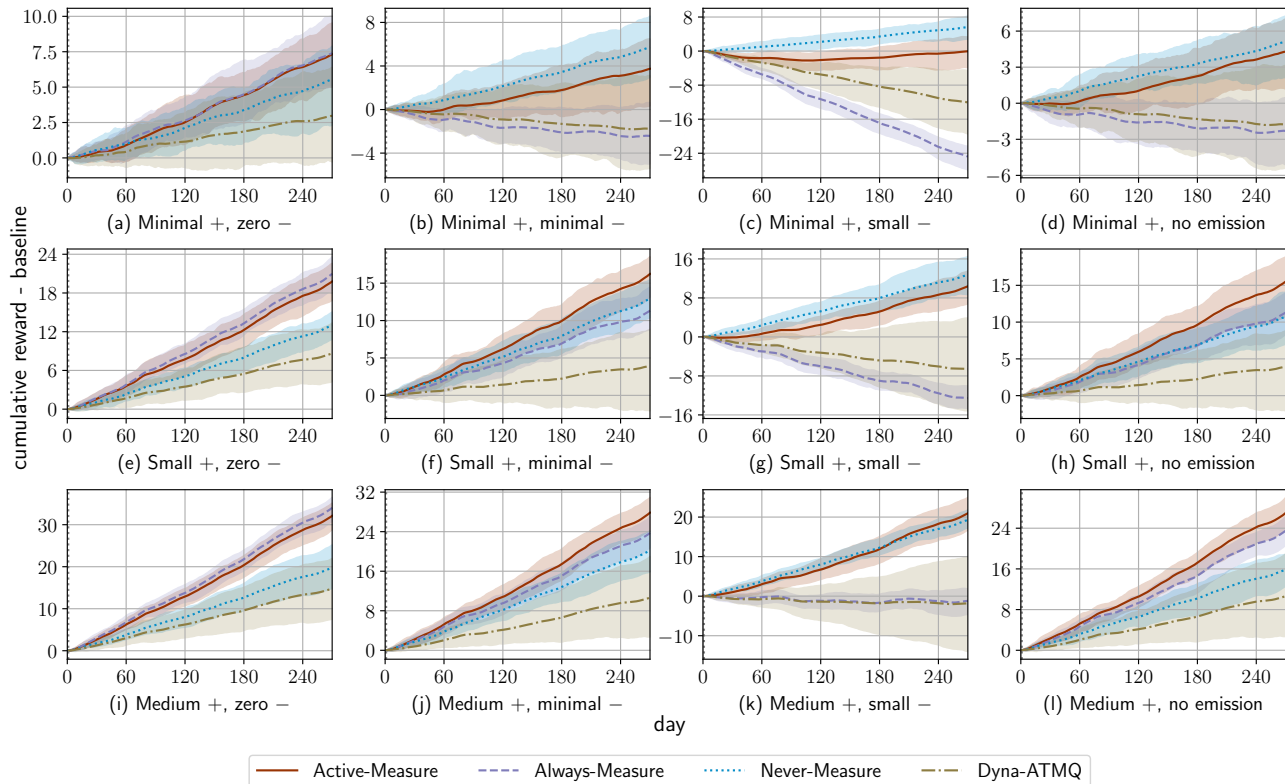 cumulative reward - baseline
10.0
7.5
5.0
2.5
0.0
0 60 120 180 240
(a) Minimal +, zero −
8
4
0
−4
0 60 120 180 240
(b) Minimal +, minimal −
8
0
−8
−16
−24
0 60 120 180 240
(c) Minimal +, small −
6
3
0
−3
−6
0 60 120 180 240
(d) Minimal +, no emission
24
18
12
6
0
0 60 120 180 240
(e) Small +, zero −
15
10
5
0
0 60 120 180 240
(f) Small +, minimal −
16
8
0
−8
−16
0 60 120 180 240
(g) Small +, small −
15
10
5
0
0 60 120 180 240
(h) Small +, no emission
30
20
10
0
0 60 120 180 240
(i) Medium +, zero −
32
24
16
8
0
0 60 120 180 240
(j) Medium +, minimal −
20
10
0
−10
0 60 120 180 240
(k) Medium +, small −
24
16
8
0
0 60 120 180 240
(l) Medium +, no emission
day
Active-Measure Always-Measure Never-Measure Dyna-ATMQ